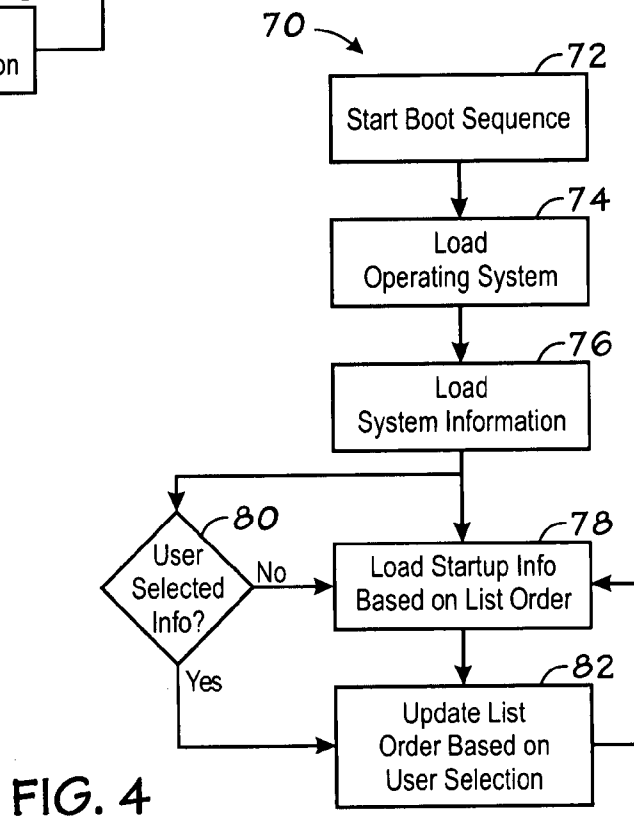 on
70
72
Start Boot Sequence
74
Load
Operating System
76
Load
System Information
80
User
Selected
Info?
No
Yes
78
Load Startup Info
Based on List Order
82
Update List
Order Based on
User Selection
FIG. 4